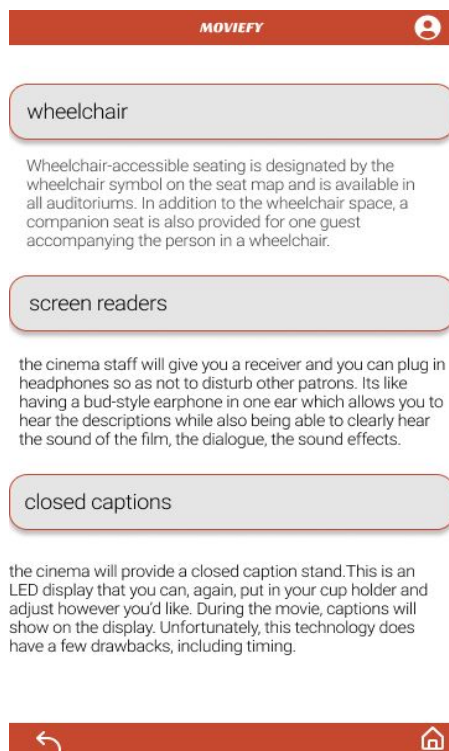 MOVIEFY
wheelchair
Wheelchair-accessible seating is designated by the
wheelchair symbol on the seat map and is available in
all auditoriums. In addition to the wheelchair space, a
companion seat is also provided for one guest
accompanying the person in a wheelchair.
screen readers
the cinema staff will give you a receiver and you can plug in
headphones so as not to disturb other patrons. Its like
having a bud-style earphone in one ear which allows you to
hear the descriptions while also being able to clearly hear
the sound of the film, the dialogue, the sound effects.
closed captions
the cinema will provide a closed caption stand.This is an
LED display that you can, again, put in your cup holder and
adjust however you'd like. During the movie, captions will
show on the display. Unfortunately, this technology does
have a few drawbacks, including timing.